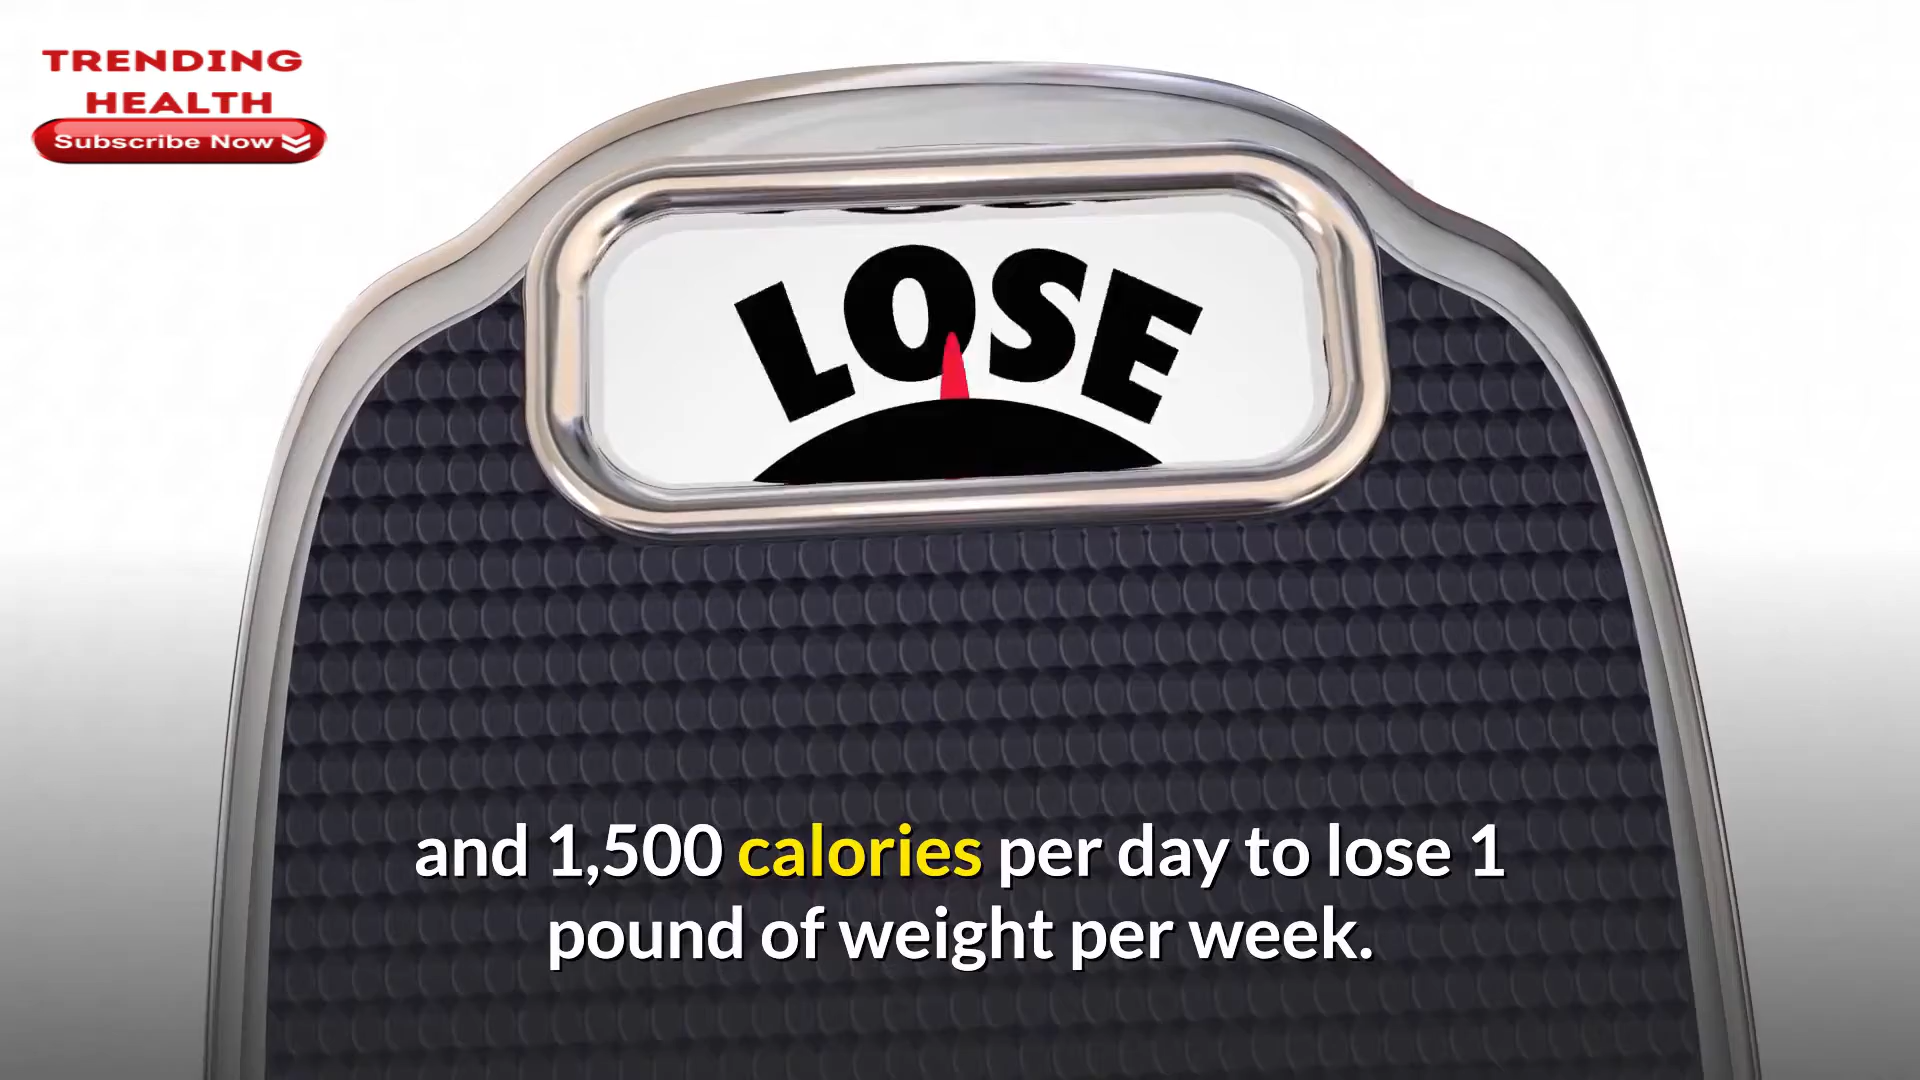 TRENDING
HEALTH
Subscribe Now
LOSE
and 1,500 calories per day to lose 1
pound of weight per week.